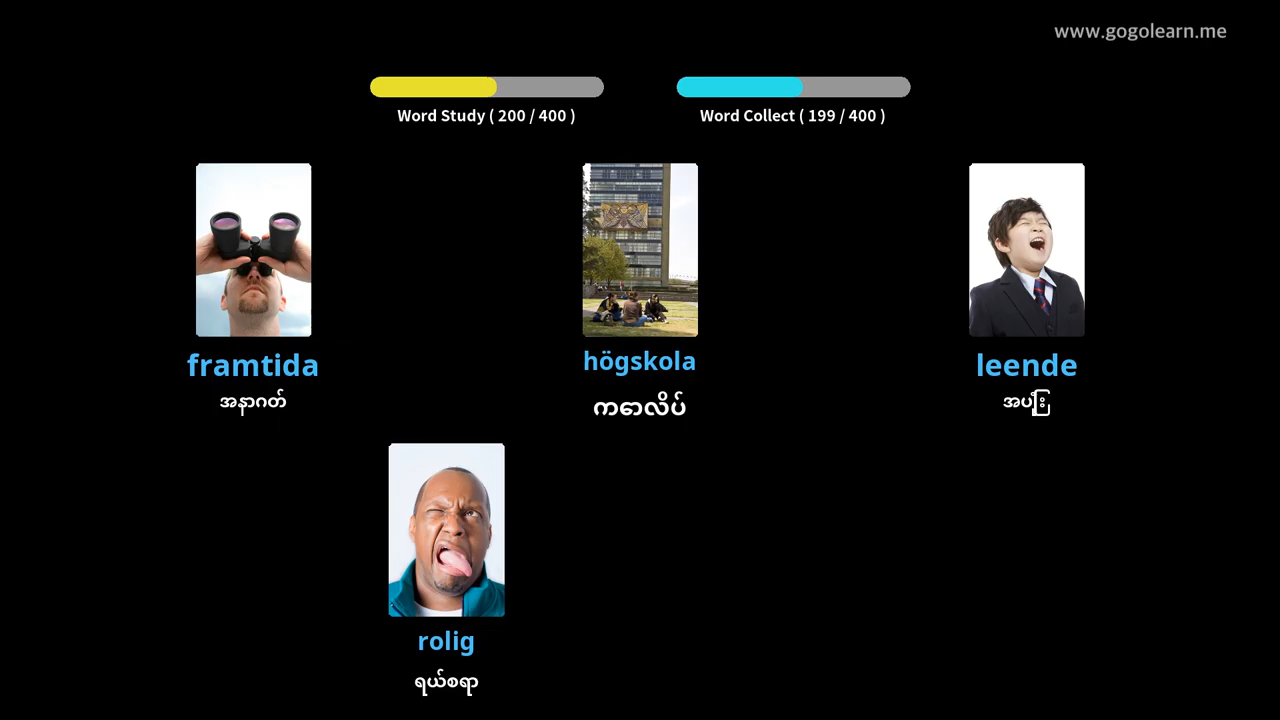 www.gogolearn.me
Word Study ( 200 / 400 )
Word Collect ( 199 / 400 )
framtida
högskola
leende
အနာဂတ်
ကောလိပ်
အပြုံး
rolig
ရယ်စရာ